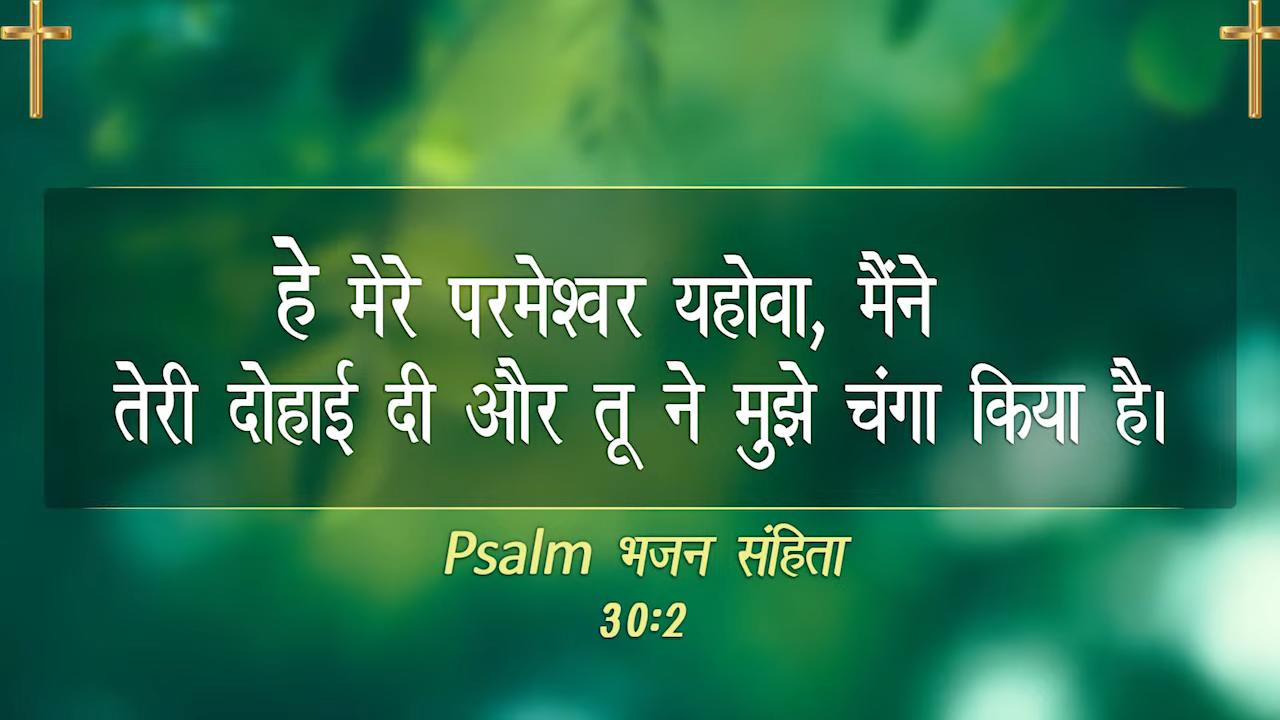 हे मेरे परमेश्वर यहोवा, मैंने
तेरी दोहाई दी और तू ने मुझे चंगा किया है।
Psalm भजन संहिता
30:2